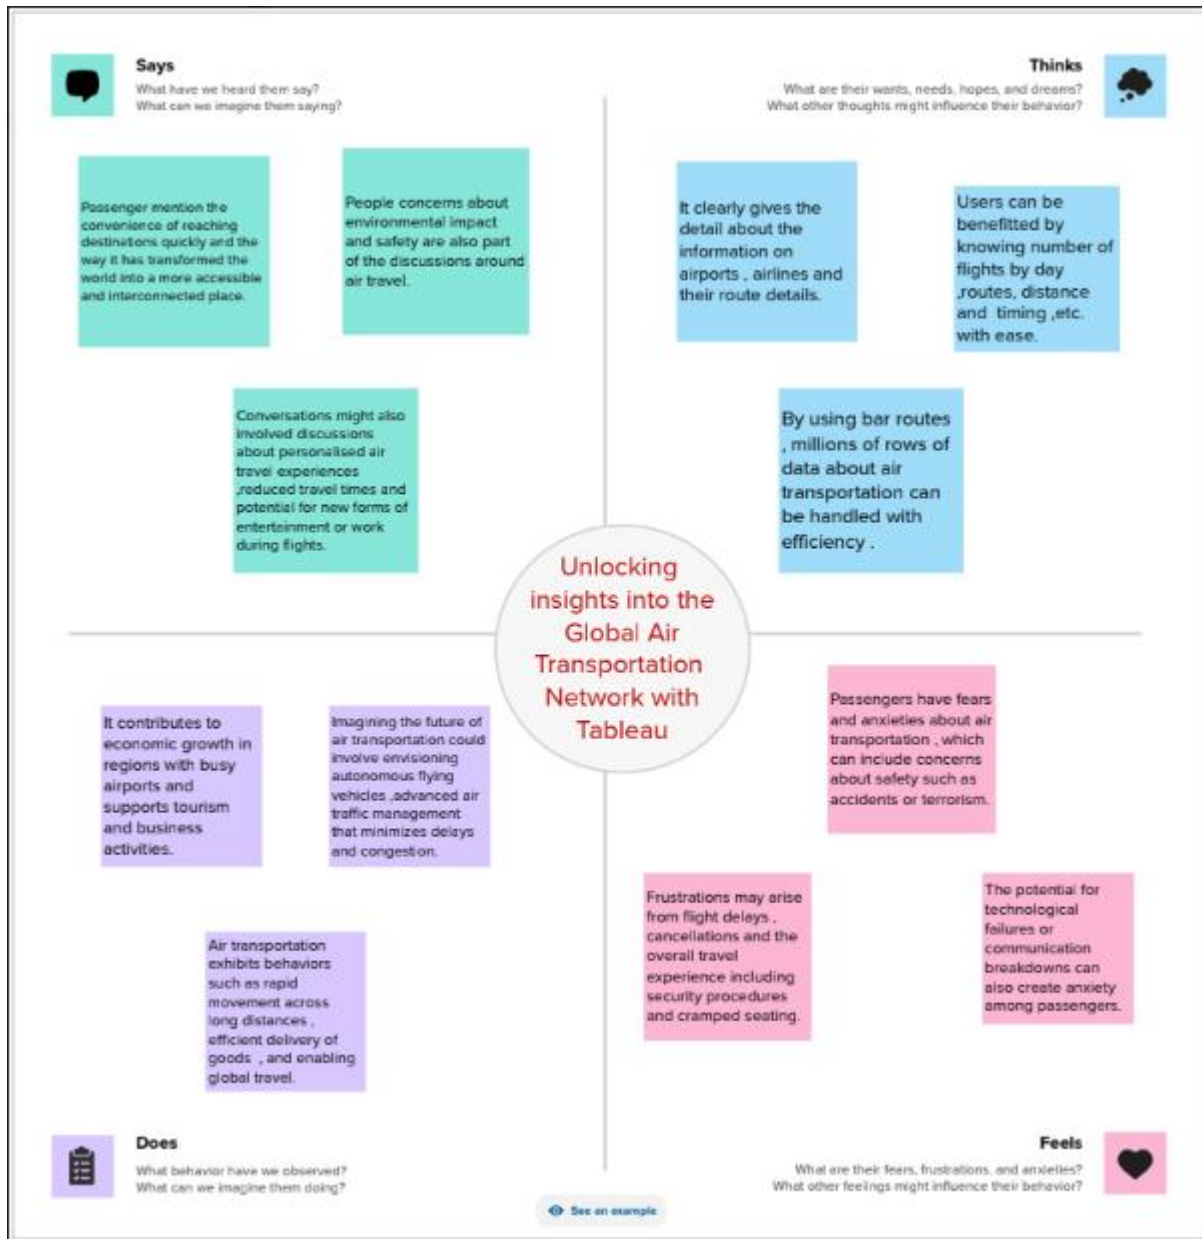 Says
What have we heard them say?
What can we imagine them saying?
Thinks
What are their wants, needs, hopes, and dreams?
What other thoughts might influence their behavior?
Passenger mention the
convenience of reaching
destinations quickly and the
way it has transformed the
world into a more accessible
and interconnected place.
People concerns about
environmental impact
and safety are also part
of the discussions around
air travel.
Conversations might also
involved discussions
about personalised air
travel experiences
,reduced travel times and
potential for new forms of
entertainment or work
during flights.
It clearly gives the
detail about the
information on
airports , airlines and
their route details.
Users can be
benefitted by
knowing number of
flights by day
,routes, distance
and timing ,etc.
with ease.
By using bar routes
, millions of rows of
data about air
transportation can
be handled with
efficiency .
Unlocking
insights into the
Global Air
Transportation
Network with
Tableau
It contributes to
economic growth in
regions with busy
airports and
supports tourism
and business
activities.
Imagining the future of
air transportation could
involve envisioning
autonomous flying
vehicles ,advanced air
traffic management
that minimizes delays
and congestion.
Air transportation
exhibits behaviors
such as rapid
movement across
long distances ,
efficient delivery of
goods , and enabling
global travel.
Passengers have fears
and anxieties about air
transportation , which
can include concerns
about safety such as
accidents or terrorism.
Frustrations may arise
from flight delays ,
cancellations and the
overall travel
experience including
security procedures
and cramped seating.
The potential for
technological
failures or
communication
breakdowns can
also create anxiety
among passengers.
Does
What behavior have we observed?
What can we imagine them doing?
Feels
What are their fears, frustrations, and anxieties?
What other feelings might influence their behavior?
See an example